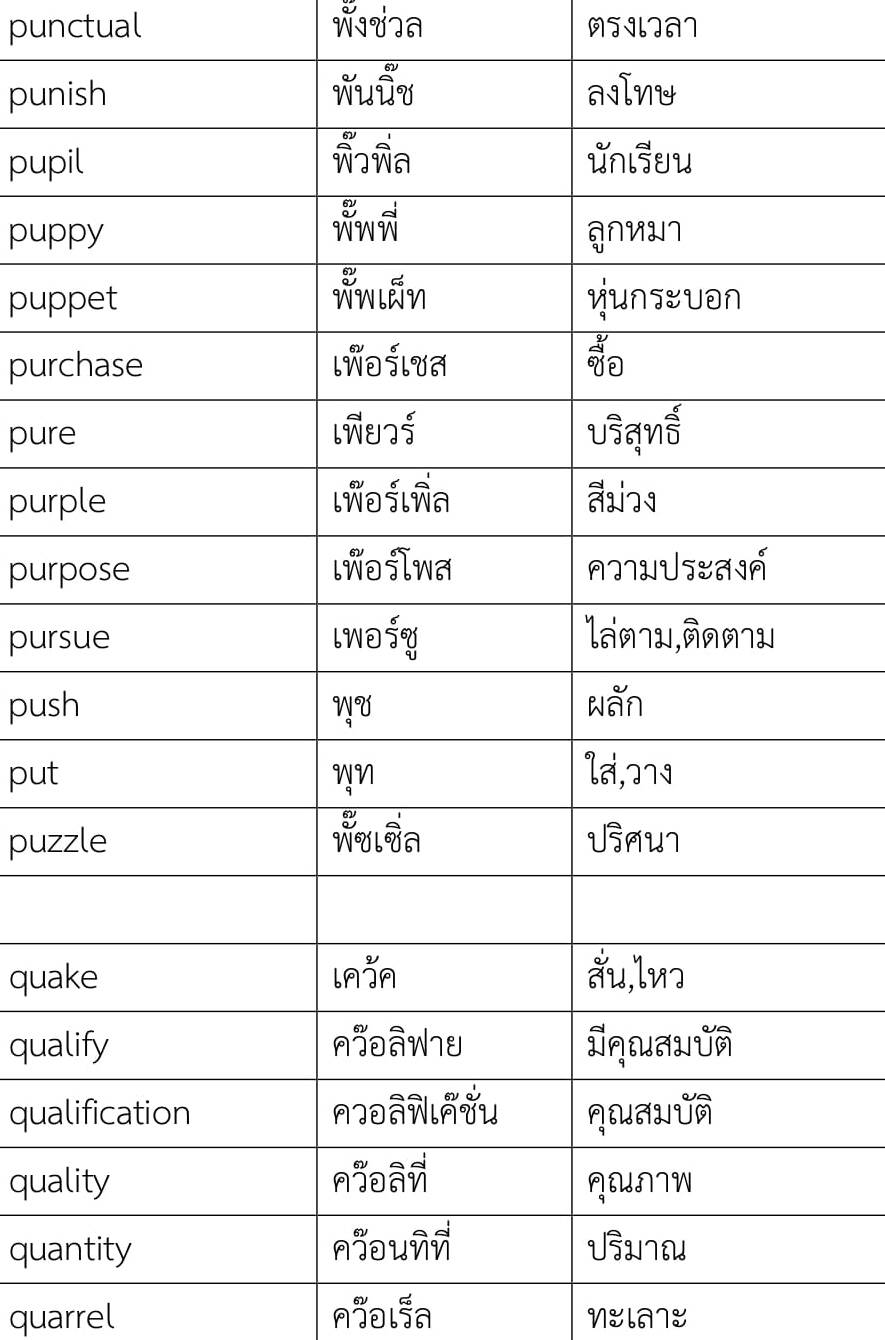 punctual พั๊งช่วล ตรงเวลา
punish พันนิ๊ช ลงโทษ
pupil พิ๊วพิ่ล นักเรียน
puppy พั๊พพี่ ลูกหมา
puppet พั๊พเผ็ท หุ่นกระบอก
purchase เพ๊อร์เชส ซื้อ
pure เพียวร์ บริสุทธิ์
purple เพ๊อร์เพิ่ล สีม่วง
purpose เพ๊อร์โพส ความประสงค์
pursue เพอร์ซู ไล่ตาม,ติดตาม
push พุช ผลัก
put พุท ใส่,วาง
puzzle พั๊ซเซิ่ล ปริศนา
quake เคว้ค สั่น,ไหว
qualify คว๊อลิฟาย มีคุณสมบัติ
qualification ควอลิฟิเค๊ชั่น คุณสมบัติ
quality คว๊อลิที่ คุณภาพ
quantity คว๊อนทิที่ ปริมาณ
quarrel คว๊อเร็ล ทะเลาะ